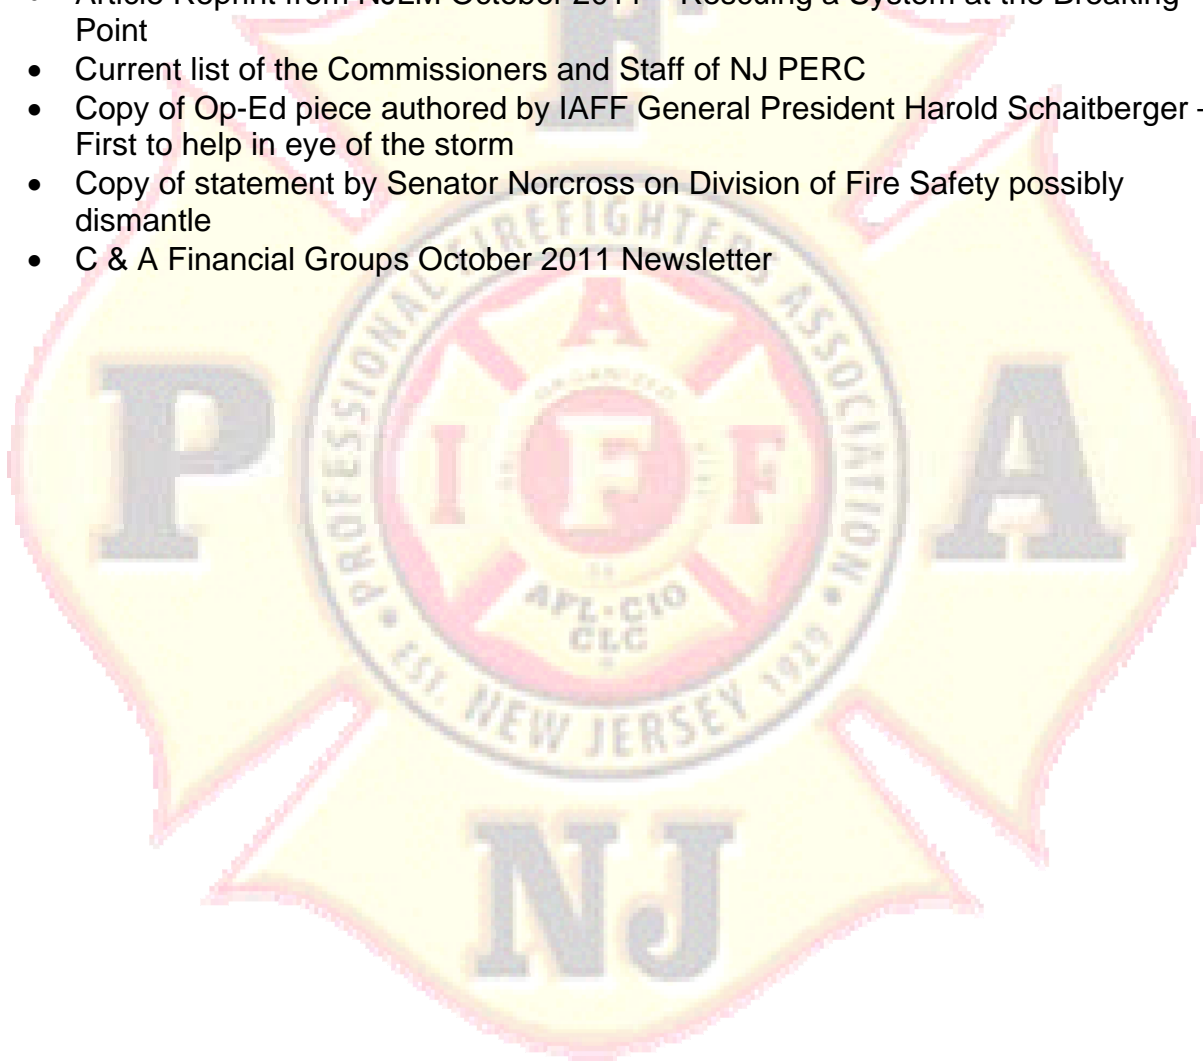 • Article Reprint from NJLM October 2011 – Rescuing a System at the Breaking
Point
• Current list of the Commissioners and Staff of NJ PERC
• Copy of Op-Ed piece authored by IAFF General President Harold Schaitberger -
First to help in eye of the storm
• Copy of statement by Senator Norcross on Division of Fire Safety possibly
dismantle
• C & A Financial Groups October 2011 Newsletter
F
PROFESSIONAL FIREFIGHTERS ASSOCIATION
P
A
A
ORGANIZED
I F F
AFL-CIO
CLC
• EST. NEW JERSEY 1929 •
NJ